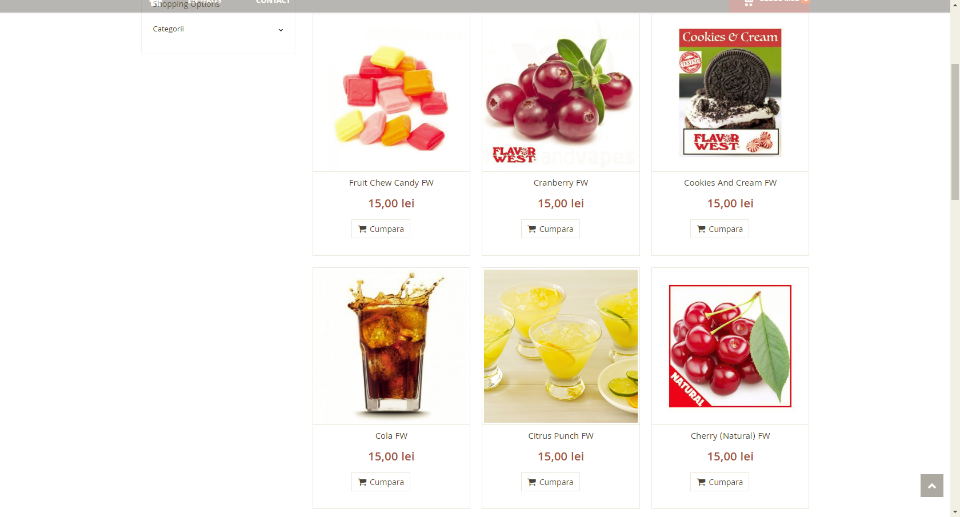 Shopping Options
CONTACT
Categorii
Cookies & Cream
FLAVOR
WEST
FLAVOR
WEST
Fruit Chew Candy FW
Cranberry FW
Cookies And Cream FW
15,00 lei
15,00 lei
15,00 lei
Cumpara
Cumpara
Cumpara
NATURAL
Cola FW
Citrus Punch FW
Cherry (Natural) FW
15,00 lei
15,00 lei
15,00 lei
Cumpara
Cumpara
Cumpara